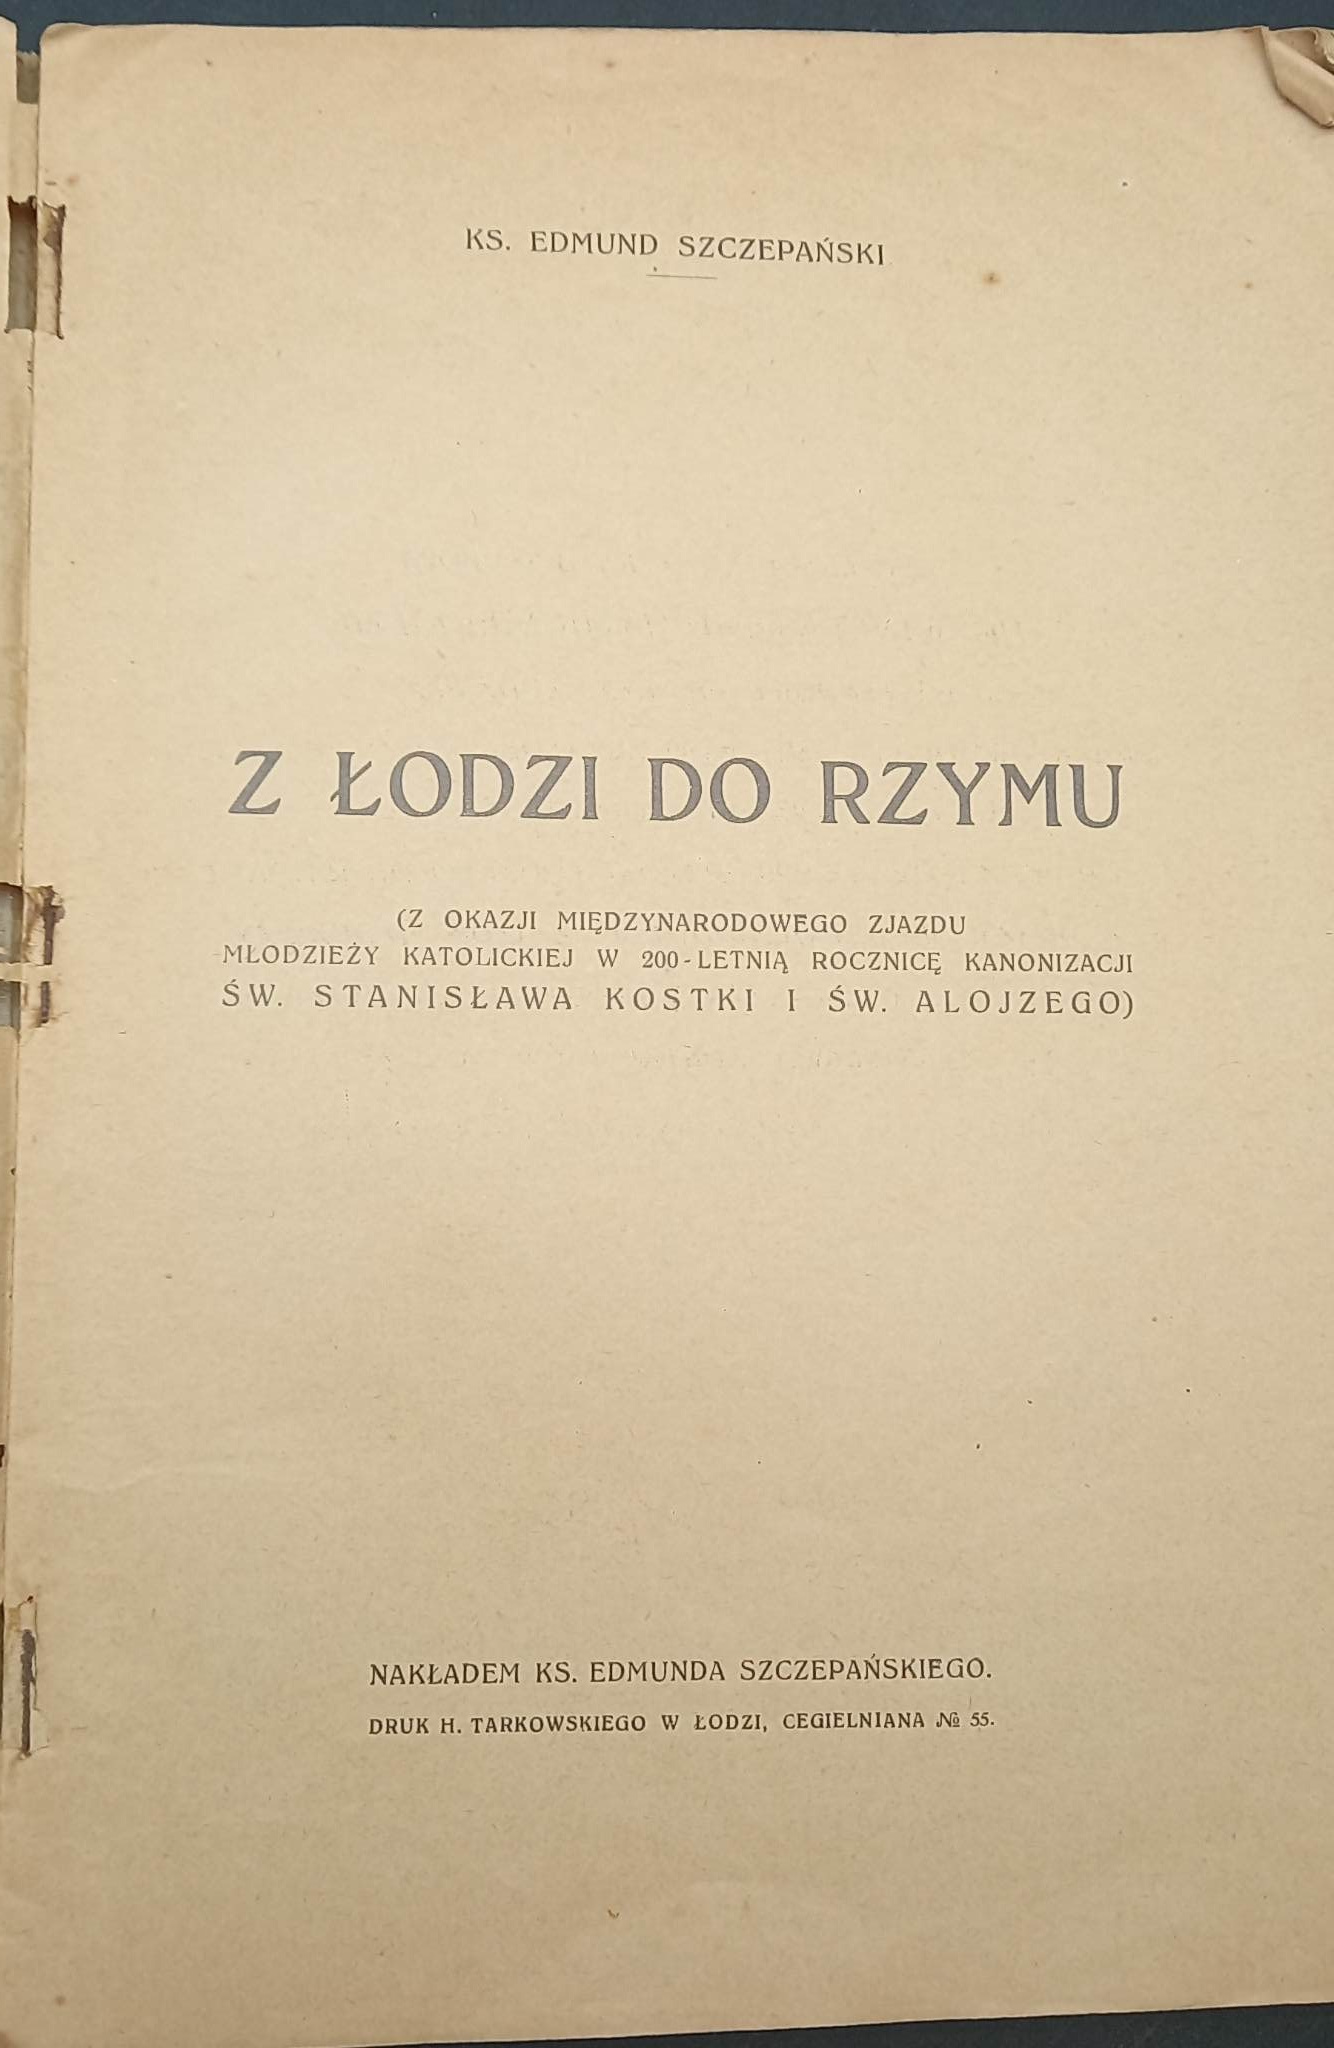 KS. EDMUND SZCZEPAŃSKI
Z ŁODZI DO RZYMU
(Z OKAZJI MIĘDZYNARODOWEGO ZJAZDU
MŁODZIEŻY KATOLICKIEJ W 200-LETNIĄ ROCZNICĘ KANONIZACJI
ŚW. STANISŁAWA KOSTKI I ŚW. ALOJZEGO)
NAKŁADEM KS. EDMUNDA SZCZEPAŃSKIEGO.
DRUK H. TARKOWSKIEGO W ŁODZI, CEGIELNIANA № 55.